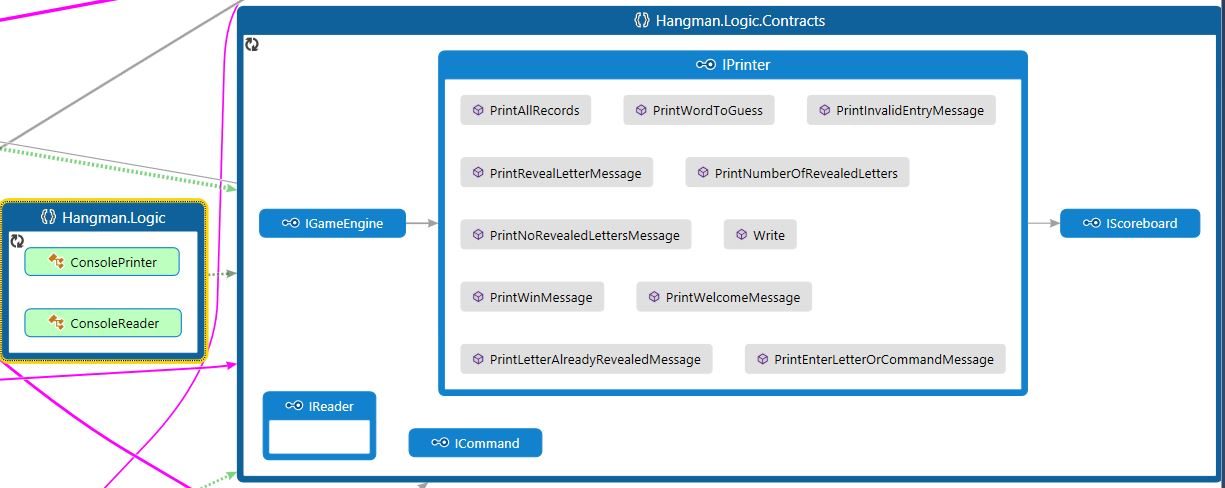 Hangman.Logic.Contracts
IPrinter
PrintAllRecords PrintWordToGuess PrintInvalidEntryMessage
PrintRevealLetterMessage PrintNumberOfRevealedLetters
Hangman.Logic
IGameEngine
IScoreboard
PrintNoRevealedLettersMessage Write
ConsolePrinter
PrintWinMessage PrintWelcomeMessage
ConsoleReader
PrintLetterAlreadyRevealedMessage PrintEnterLetterOrCommandMessage
IReader
ICommand